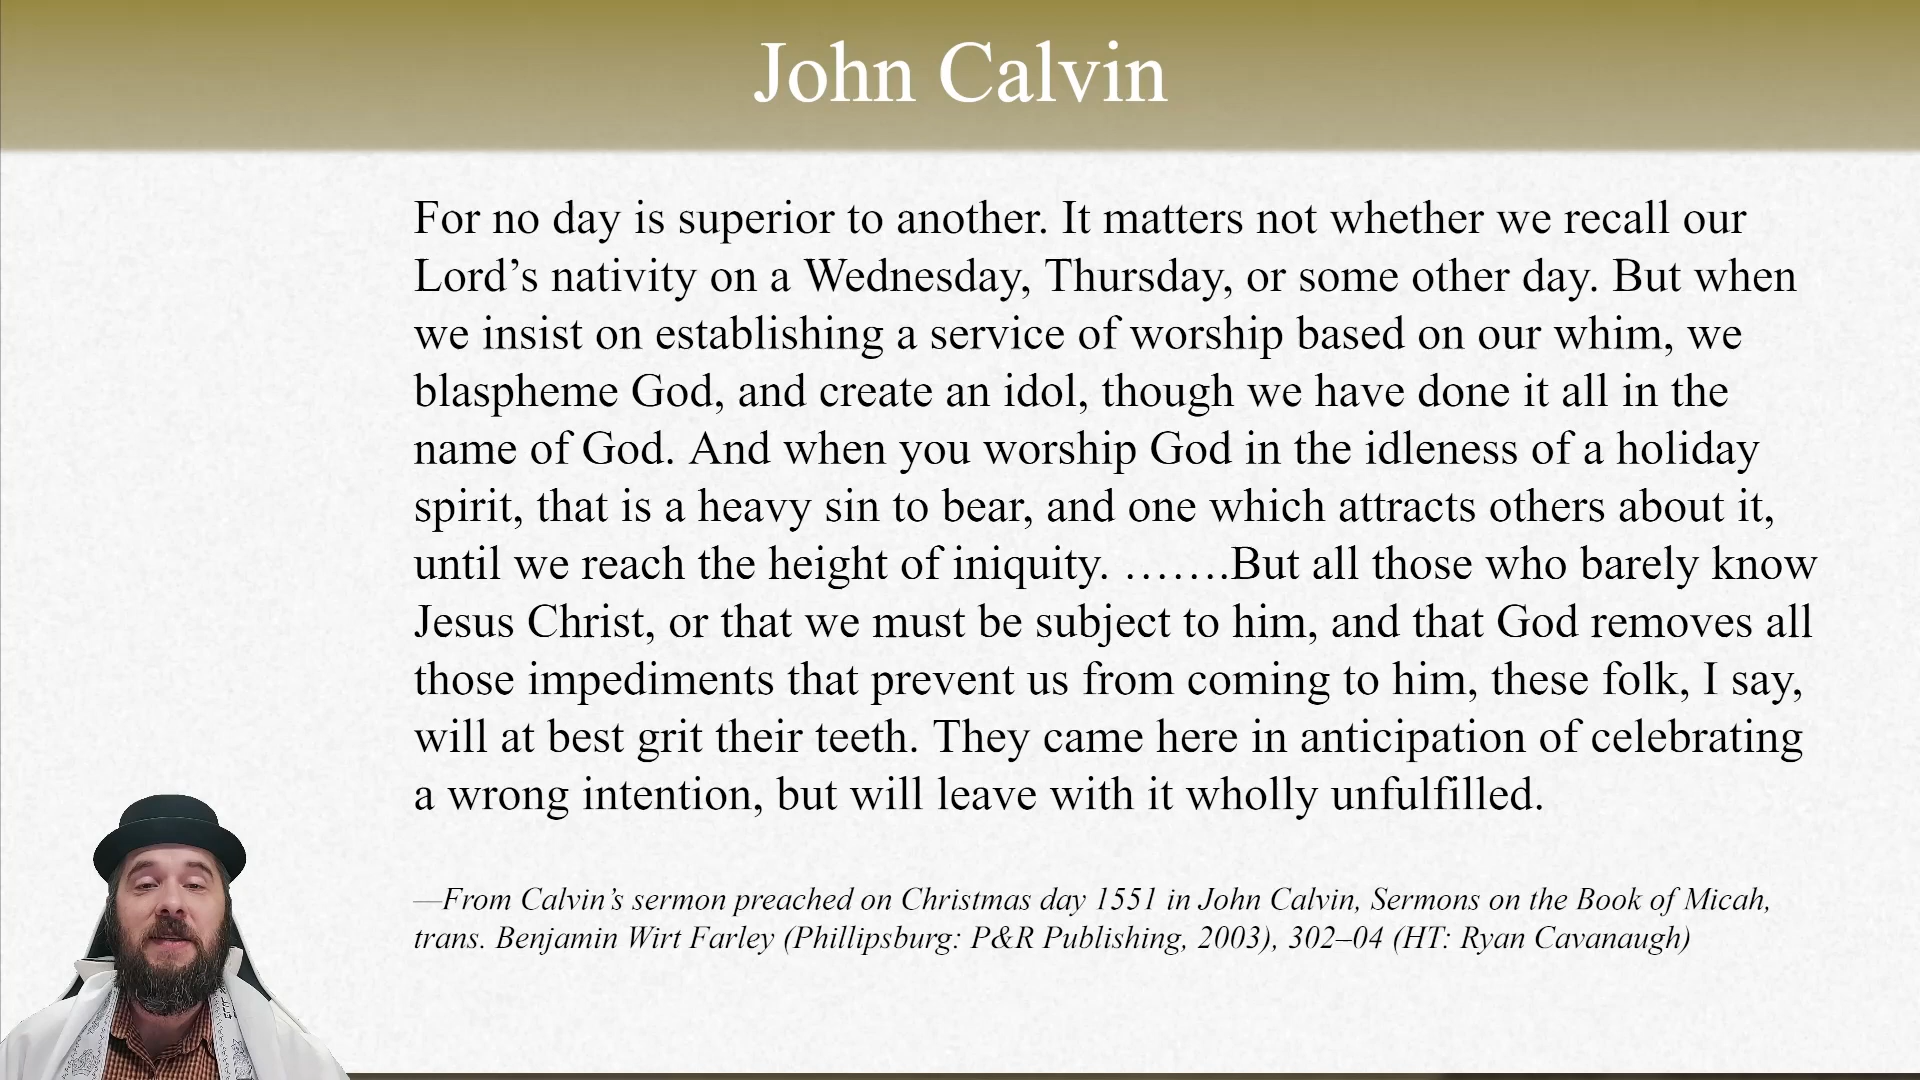 John Calvin
For no day is superior to another. It matters not whether we recall our
Lord’s nativity on a Wednesday, Thursday, or some other day. But when
we insist on establishing a service of worship based on our whim, we
blaspheme God, and create an idol, though we have done it all in the
name of God. And when you worship God in the idleness of a holiday
spirit, that is a heavy sin to bear, and one which attracts others about it,
until we reach the height of iniquity. …….But all those who barely know
Jesus Christ, or that we must be subject to him, and that God removes all
those impediments that prevent us from coming to him, these folk, I say,
will at best grit their teeth. They came here in anticipation of celebrating
a wrong intention, but will leave with it wholly unfulfilled.
—From Calvin’s sermon preached on Christmas day 1551 in John Calvin, Sermons on the Book of Micah,
trans. Benjamin Wirt Farley (Phillipsburg: P&R Publishing, 2003), 302–04 (HT: Ryan Cavanaugh)